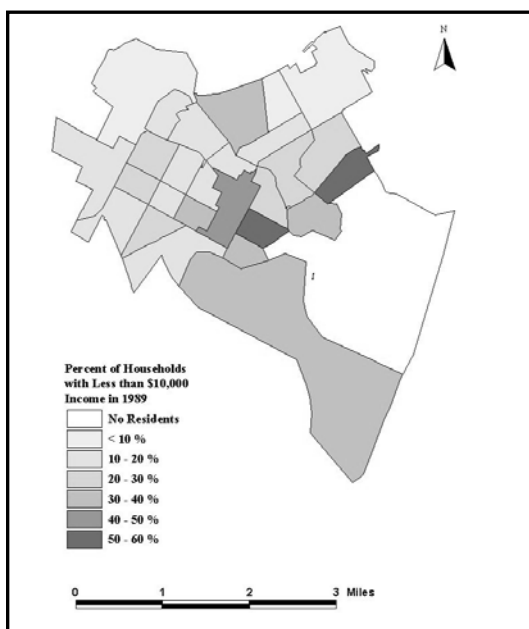 N
1
Percent of Households
with Less than $10,000
Income in 1989
No Residents
< 10 %
10 - 20 %
20 - 30 %
30 - 40 %
40 - 50 %
50 - 60 %
0 1 2 3 Miles